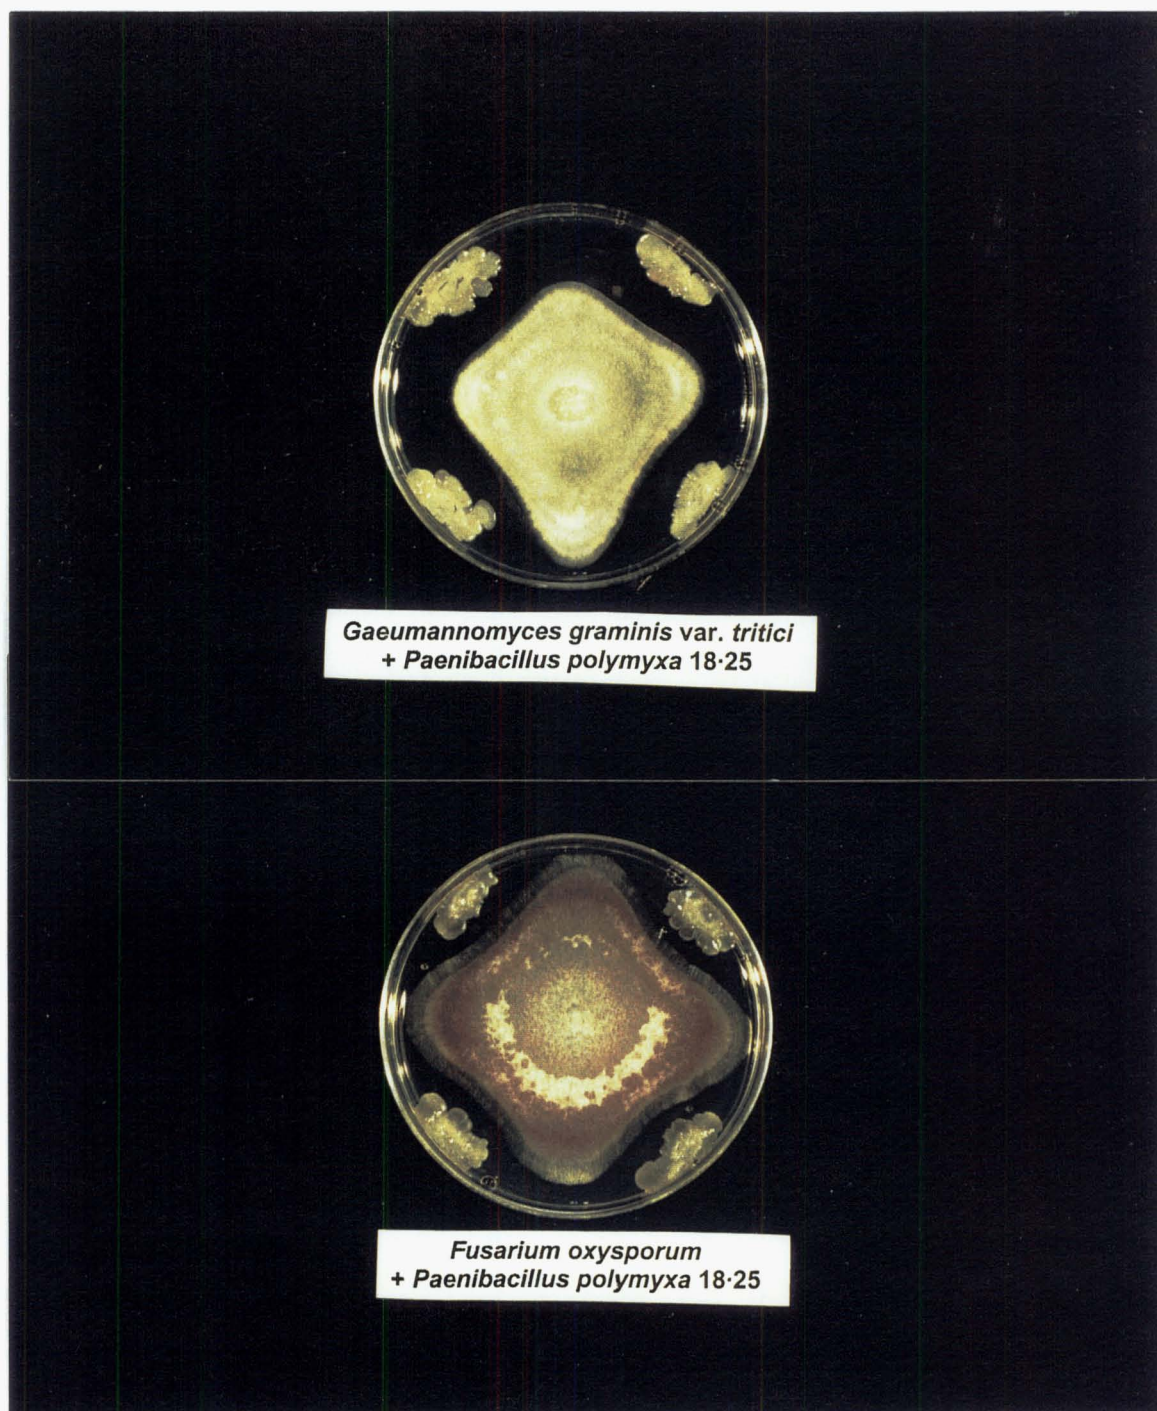 Gaeumannomyces graminis var. tritici
+ Paenibacillus polymyxa 18·25
Fusarium oxysporum
+ Paenibacillus polymyxa 18·25